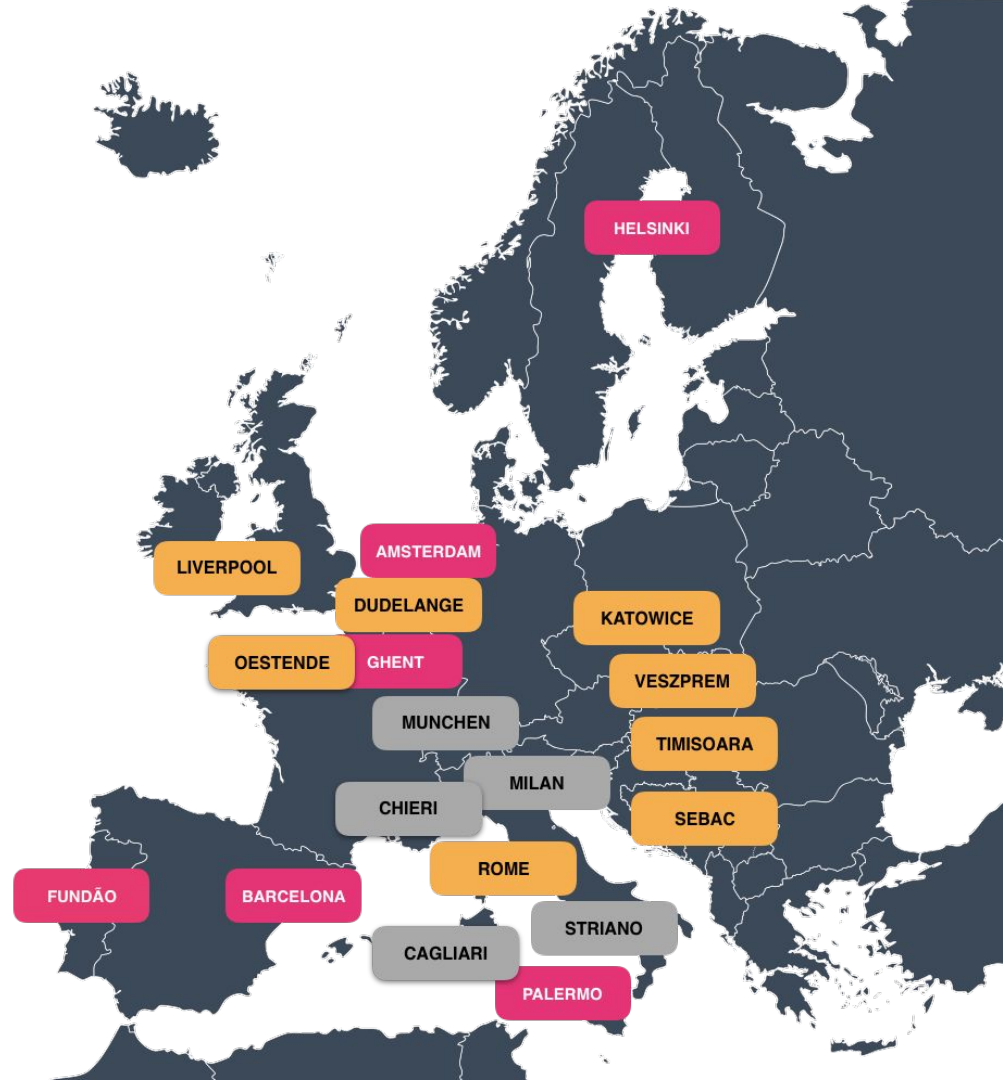 HELSINKI
AMSTERDAM
LIVERPOOL
DUDELANGE
KATOWICE
OESTENDE
GHENT
VESZPREM
MUNCHEN
TIMISOARA
MILAN
CHIERI
SEBAC
ROME
FUNDÃO
BARCELONA
STRIANO
CAGLIARI
PALERMO